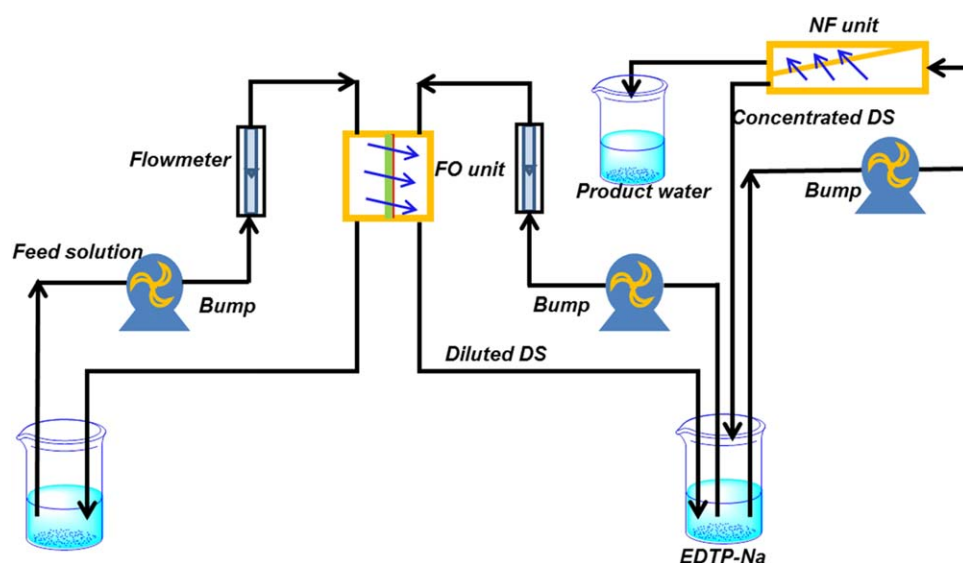 NF unit
Flowmeter
FO unit
Concentrated DS
Product water
Bump
Feed solution
Bump
Bump
Diluted DS
EDTP-Na